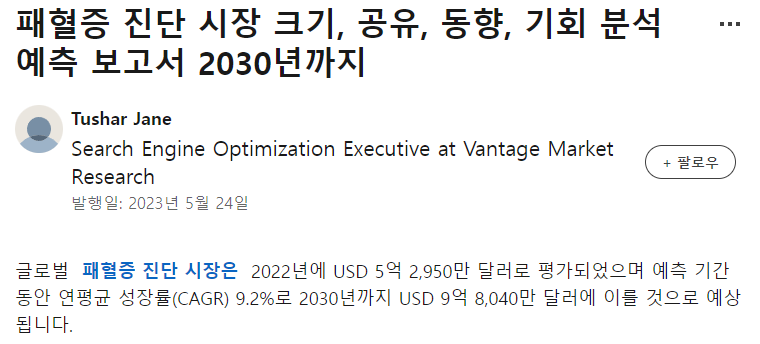 패혈증 진단 시장 크기, 공유, 동향, 기회 분석
예측 보고서 2030년까지
Tushar Jane
Search Engine Optimization Executive at Vantage Market
Research
발행일: 2023년 5월 24일
+ 팔로우
글로벌 패혈증 진단 시장은 2022년에 USD 5억 2,950만 달러로 평가되었으며 예측 기간
동안 연평균 성장률(CAGR) 9.2%로 2030년까지 USD 9억 8,040만 달러에 이를 것으로 예상
됩니다.